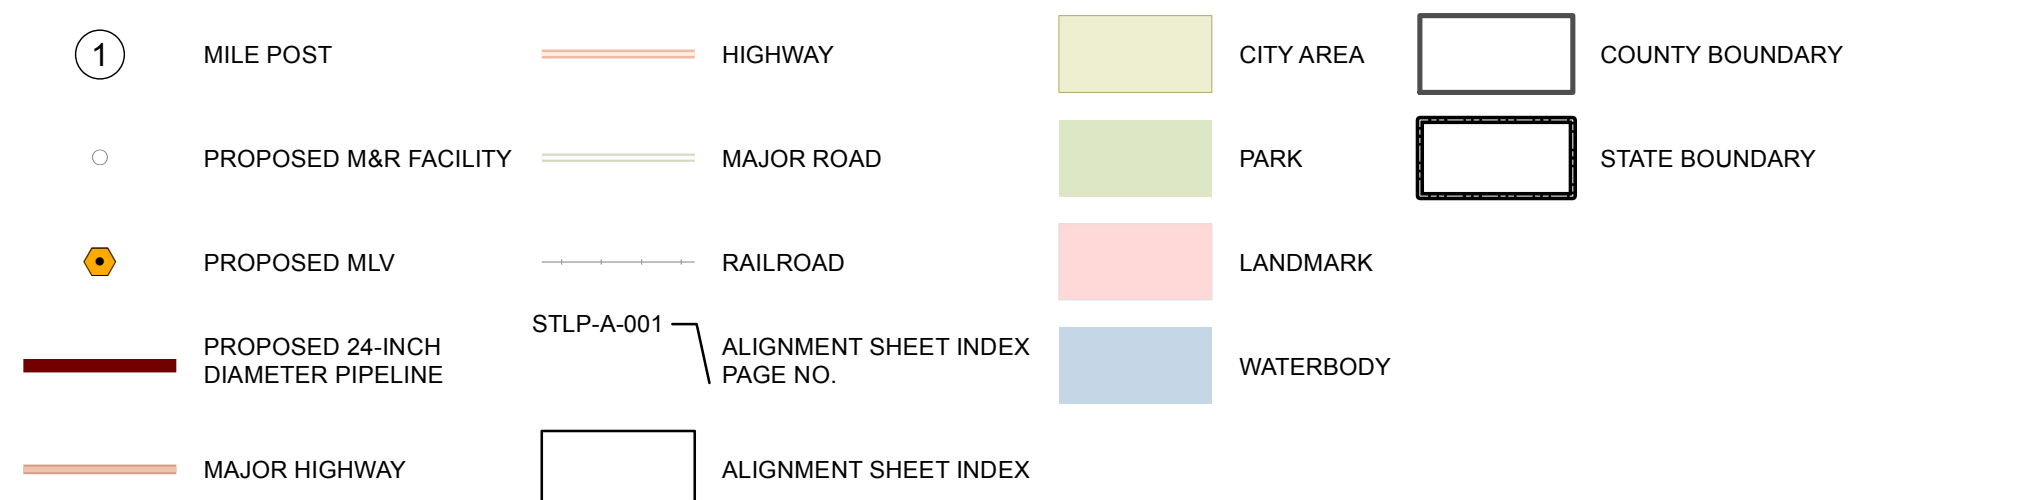 1
MILE POST
PROPOSED M&R FACILITY
PROPOSED MLV
PROPOSED 24-INCH
DIAMETER PIPELINE
MAJOR HIGHWAY
HIGHWAY
MAJOR ROAD
RAILROAD
STLP-A-001
ALIGNMENT SHEET INDEX
PAGE NO.
ALIGNMENT SHEET INDEX
CITY AREA
PARK
LANDMARK
WATERBODY
COUNTY BOUNDARY
STATE BOUNDARY